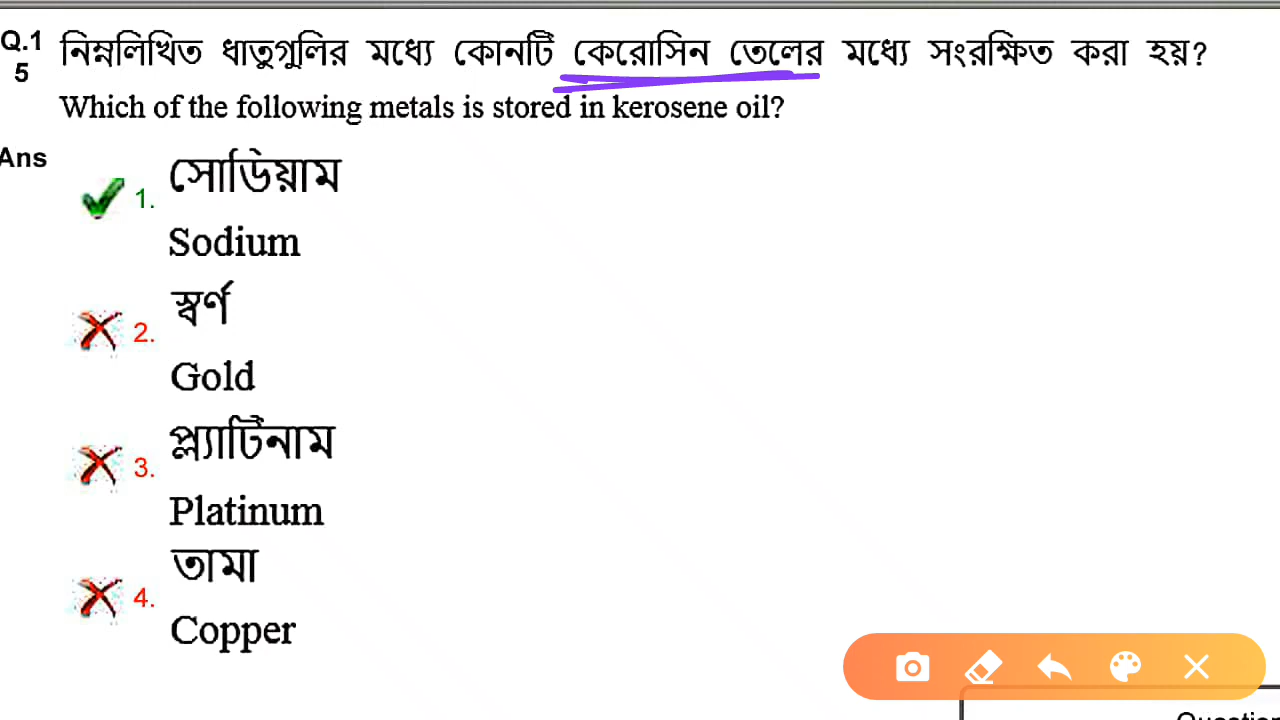 Q.1 নিম্নলিখিত ধাতুগুলির মধ্যে কোনটি কেরোসিন তেলের মধ্যে সংরক্ষিত করা হয়?
5
Which of the following metals is stored in kerosene oil?
Ans
1. সোডিয়াম
Sodium
2. স্বর্ণ
Gold
3. প্ল্যাটিনাম
Platinum
4. তামা
Copper